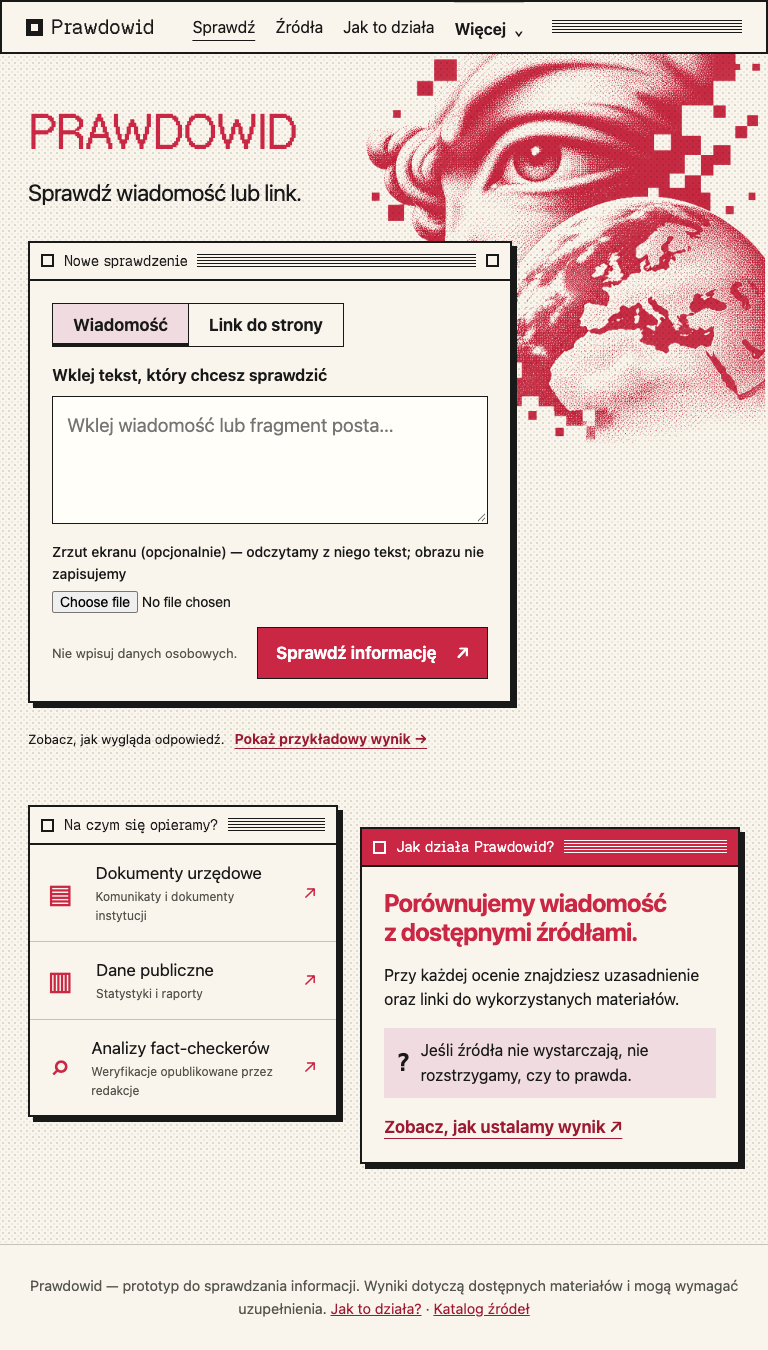 Prawdowid
Sprawdź Źródła Jak to działa Więcej
PRAWDOWID
Sprawdź wiadomość lub link.
Nowe sprawdzenie
Wiadomość Link do strony
Wklej tekst, który chcesz sprawdzić
Wklej wiadomość lub fragment posta...
Zrzut ekranu (opcjonalnie) — odczytamy z niego tekst; obrazu nie
zapisujemy
Choose file No file chosen
Nie wpisuj danych osobowych.
Sprawdź informację ↗
Zobacz, jak wygląda odpowiedź. Pokaż przykładowy wynik →
Na czym się opieramy?
Dokumenty urzędowe
Komunikaty i dokumenty
instytucji
↗
Dane publiczne
Statystyki i raporty
↗
Analizy fact-checkerów
Weryfikacje opublikowane przez
redakcje
↗
Jak działa Prawdowid?
Porównujemy wiadomość
z dostępnymi źródłami.
Przy każdej ocenie znajdziesz uzasadnienie
oraz linki do wykorzystanych materiałów.
? Jeśli źródła nie wystarczają, nie
rozstrzygamy, czy to prawda.
Zobacz, jak ustalamy wynik ↗
Prawdowid — prototyp do sprawdzania informacji. Wyniki dotyczą dostępnych materiałów i mogą wymagać
uzupełnienia. Jak to działa? · Katalog źródeł